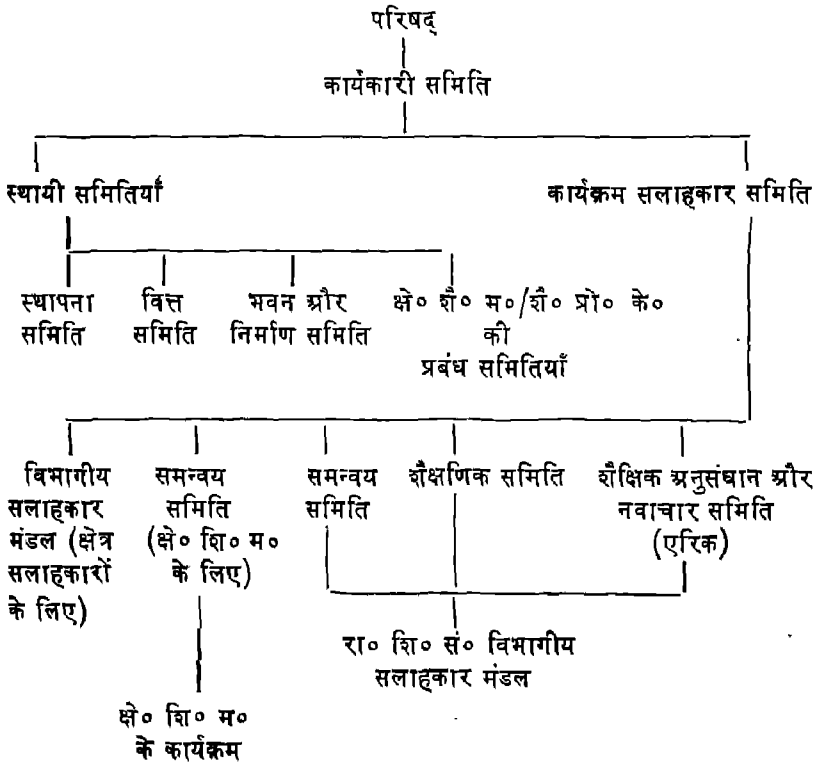 परिषद्
कार्यकारी समिति
स्थायी समितियाँ
कार्यक्रम सलाहकार समिति
स्थापना
समिति
वित्त
समिति
भवन और
निर्माण समिति
क्षे० शै० म०/शै० प्रो० के०
की
प्रबंध समितियाँ
विभागीय
सलाहकार
मंडल (क्षेत्र
सलाहकारों
के लिए)
समन्वय
समिति
(क्षे० शि० म०
के लिए)
समन्वय
समिति
शैक्षणिक समिति
शैक्षिक अनुसंधान और
नवाचार समिति
(एरिक)
रा० शि० सं० विभागीय
सलाहकार मंडल
क्षे० शि० म०
के कार्यक्रम